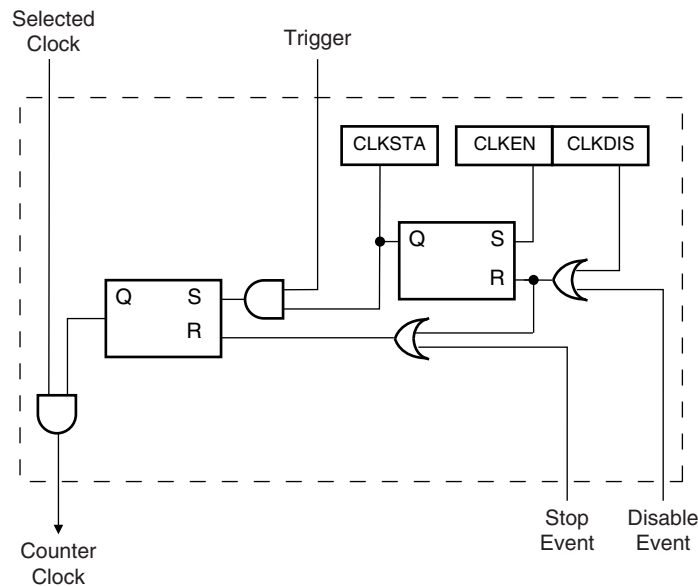 Selected
Clock
Trigger
CLKSTA
CLKEN
CLKDIS
Q
S
R
Q
S
R
Stop
Event
Disable
Event
Counter
Clock